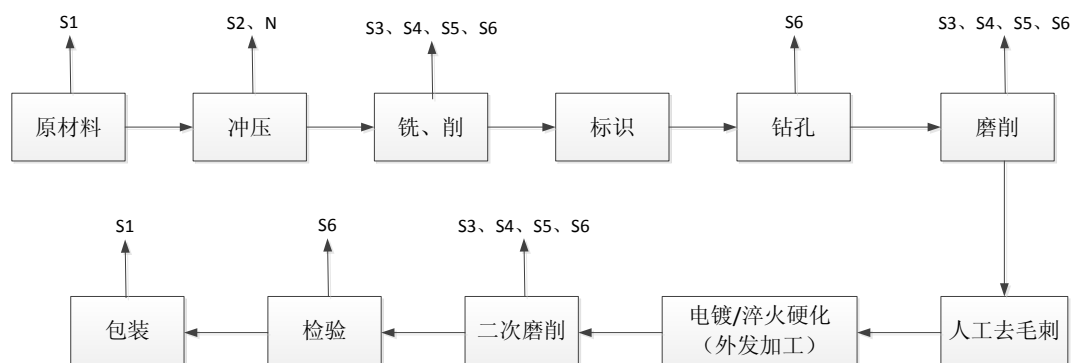 S1
S2、N
S3、S4、S5、S6
S6
S3、S4、S5、S6
原材料
冲压
铣、削
标识
钻孔
磨削
S1
S6
S3、S4、S5、S6
包装
检验
二次磨削
电镀/淬火硬化
（外发加工）
人工去毛刺